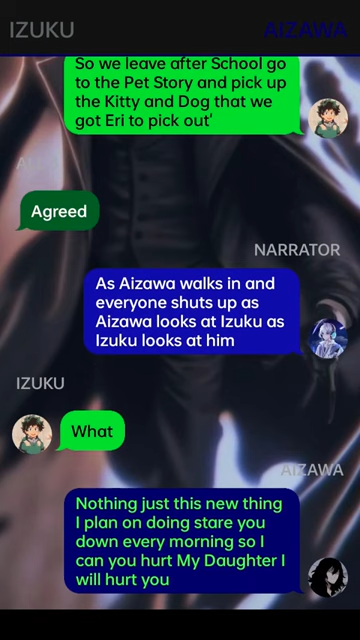 IZUKU
AIZAWA
So we leave after School go
to the Pet Story and pick up
the Kitty and Dog that we
got Eri to pick out'
Agreed
NARRATOR
As Aizawa walks in and
everyone shuts up as
Aizawa looks at Izuku as
Izuku looks at him
IZUKU
What
AIZAWA
Nothing just this new thing
I plan on doing stare you
down every morning so I
can you hurt My Daughter I
will hurt you